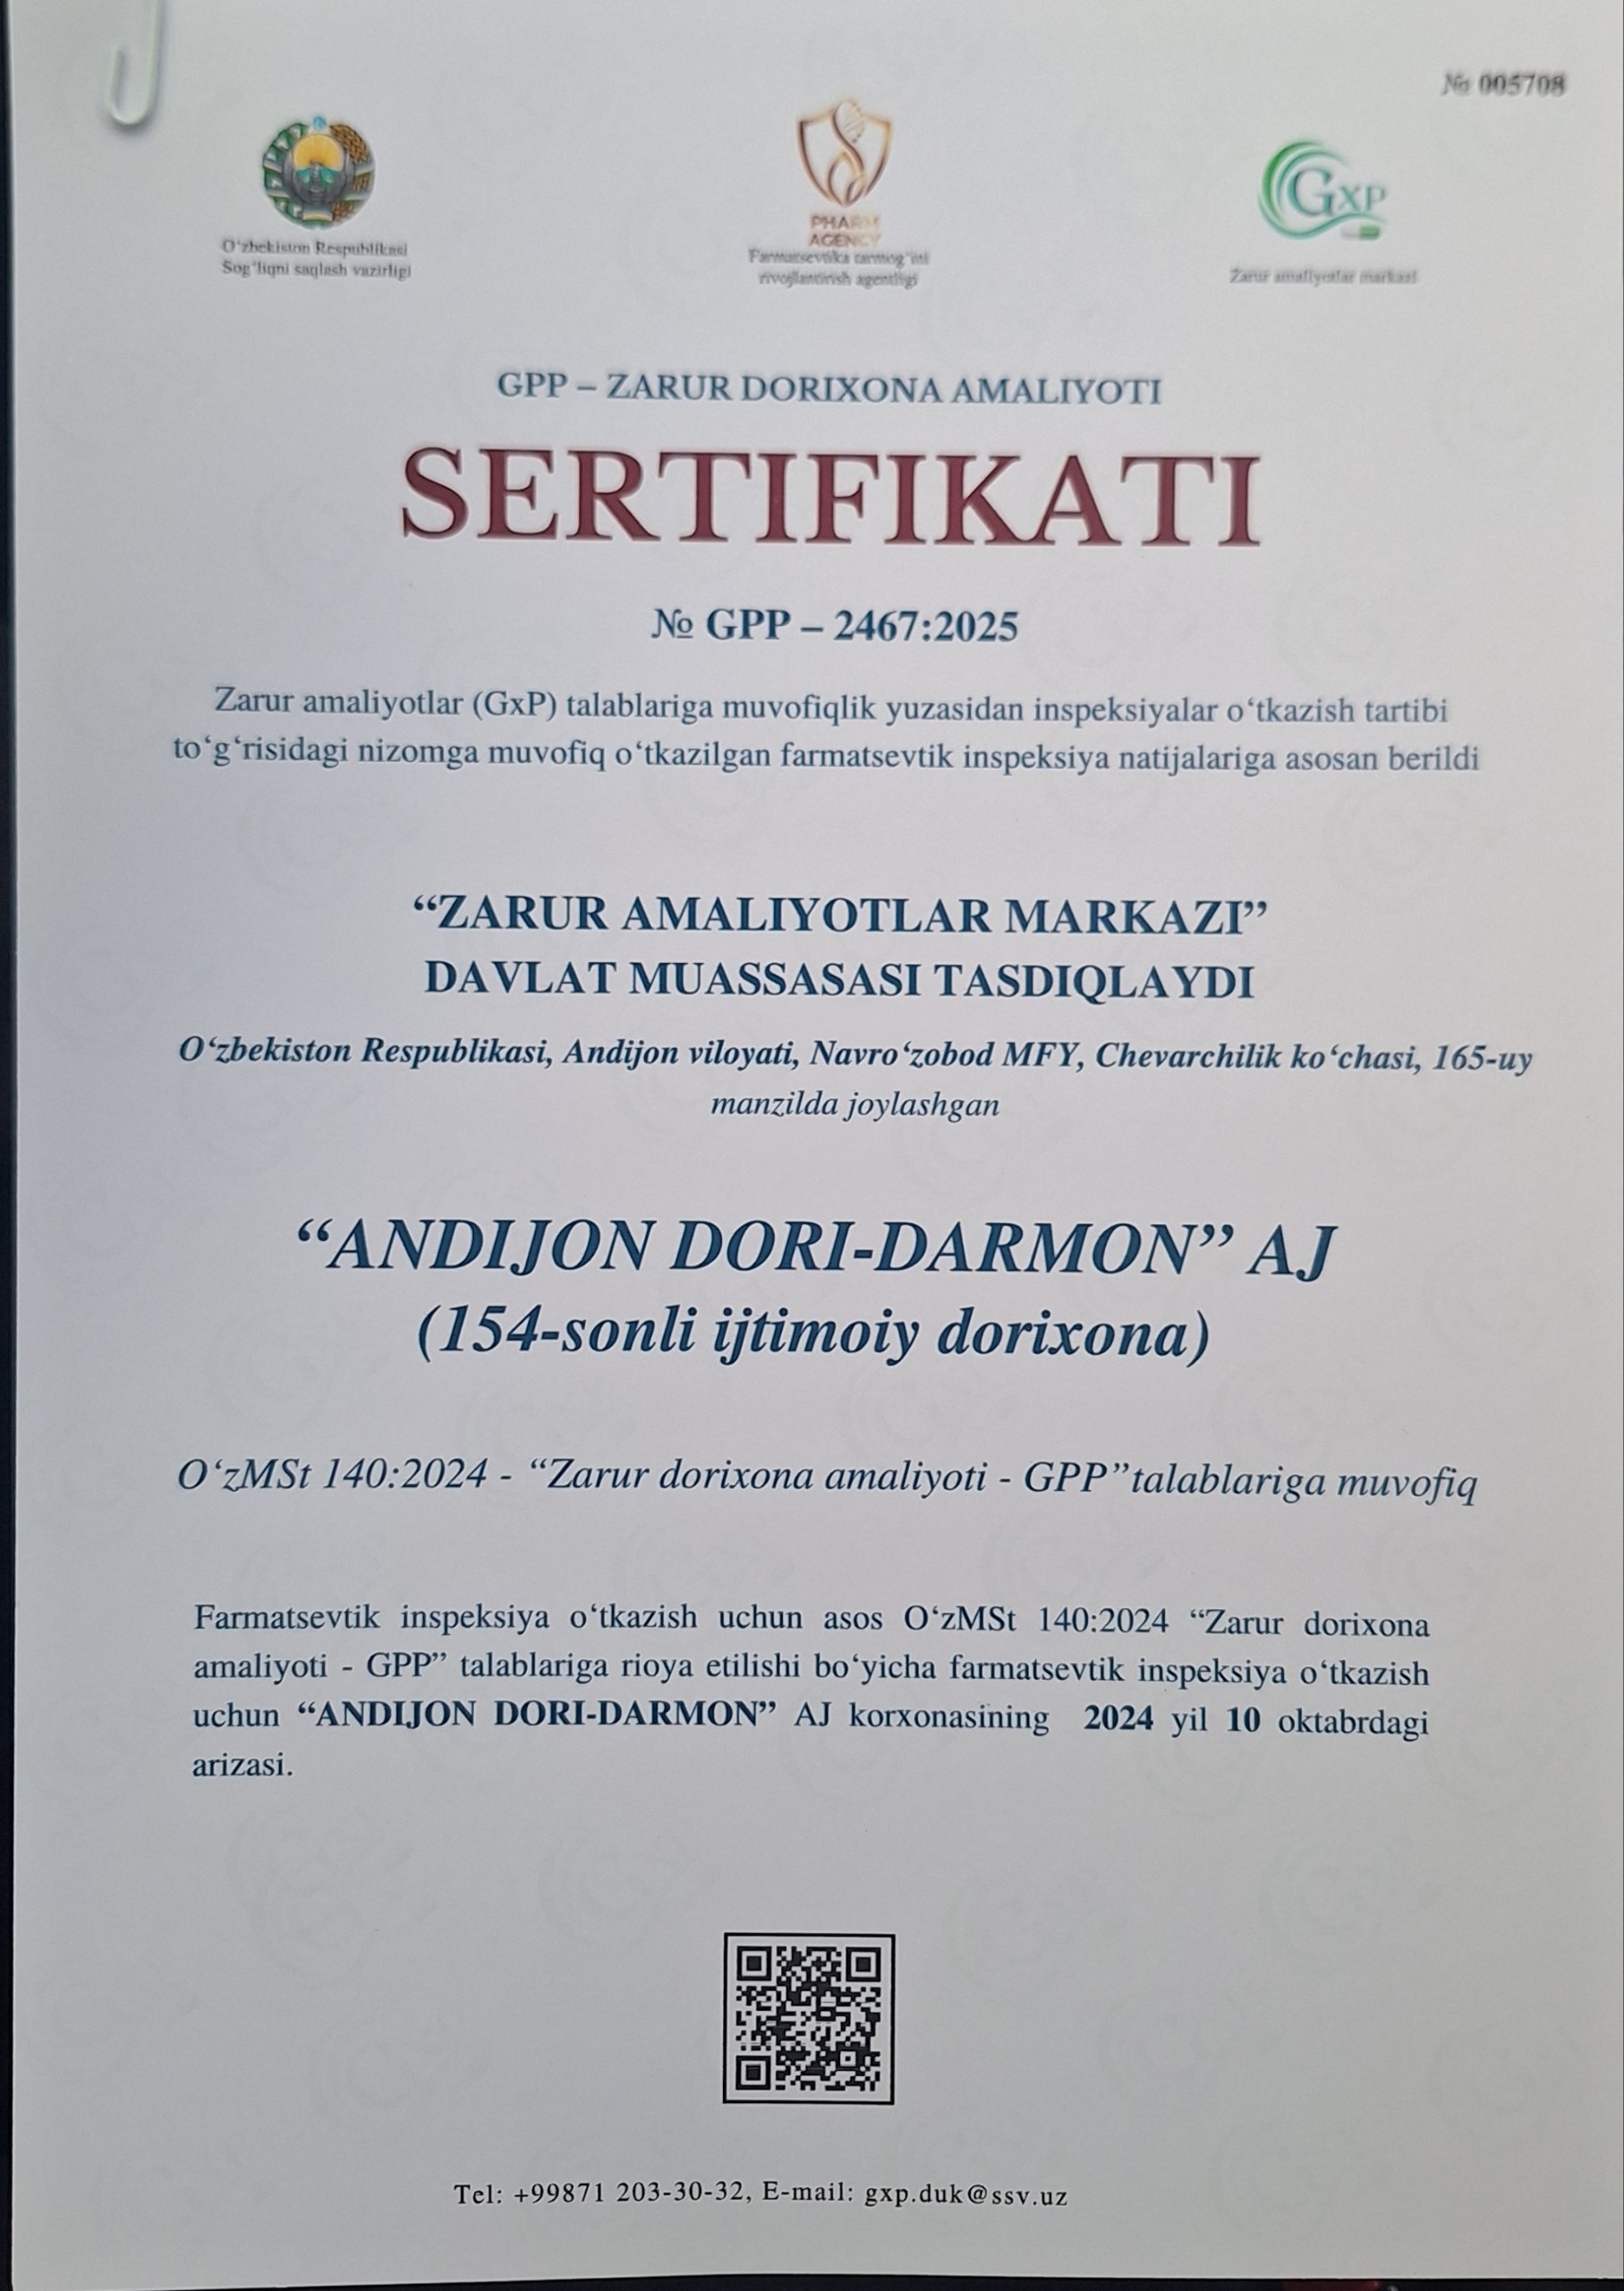 № 005708
O‘zbekiston Respublikasi
Sog‘liqni saqlash vazirligi
PHARM
AGENCY
Farmatsevtika tarmog‘ini
rivojlantirish agentligi
GXP
Zarur amaliyotlar markazi
GPP – ZARUR DORIXONA AMALIYOTI
SERTIFIKATI
№ GPP – 2467:2025
Zarur amaliyotlar (GxP) talablariga muvofiqlik yuzasidan inspeksiyalar o‘tkazish tartibi
to‘g‘risidagi nizomga muvofiq o‘tkazilgan farmatsevtik inspeksiya natijalariga asosan berildi
“ZARUR AMALIYOTLAR MARKAZI”
DAVLAT MUASSASASI TASDIQLAYDI
O‘zbekiston Respublikasi, Andijon viloyati, Navro‘zobod MFY, Chevarchilik ko‘chasi, 165-uy
manzilda joylashgan
“ANDIJON DORI-DARMON” AJ
(154-sonli ijtimoiy dorixona)
O‘zMSt 140:2024 - “Zarur dorixona amaliyoti - GPP”talablariga muvofiq
Farmatsevtik inspeksiya o‘tkazish uchun asos O‘zMSt 140:2024 “Zarur dorixona
amaliyoti - GPP” talablariga rioya etilishi bo‘yicha farmatsevtik inspeksiya o‘tkazish
uchun “ANDIJON DORI-DARMON” AJ korxonasining 2024 yil 10 oktabrdagi
arizasi.
Tel: +99871 203-30-32, E-mail: gxp.duk@ssv.uz